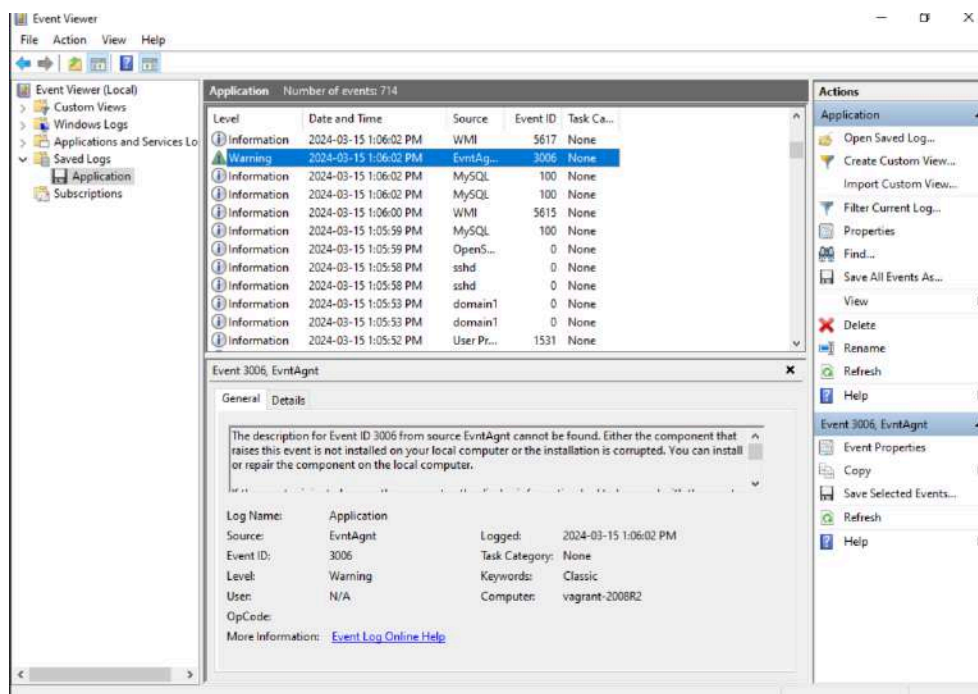 Event Viewer
File Action View Help
Event Viewer (Local)
Custom Views
Windows Logs
Applications and Services Lo
Saved Logs
Application
Subscriptions
Application Number of events: 714
Level Date and Time Source Event ID Task Ca...
Information 2024-03-15 1:06:02 PM WMI 5617 None
Warning 2024-03-15 1:06:02 PM EvntAg... 3006 None
Information 2024-03-15 1:06:02 PM MySQL 100 None
Information 2024-03-15 1:06:02 PM MySQL 100 None
Information 2024-03-15 1:06:00 PM WMI 5615 None
Information 2024-03-15 1:05:59 PM MySQL 100 None
Information 2024-03-15 1:05:59 PM OpenS... 0 None
Information 2024-03-15 1:05:58 PM sshd 0 None
Information 2024-03-15 1:05:58 PM sshd 0 None
Information 2024-03-15 1:05:53 PM domain1 0 None
Information 2024-03-15 1:05:53 PM domain1 0 None
Information 2024-03-15 1:05:52 PM User Pr... 1531 None
Event 3006, EvntAgnt
General Details
The description for Event ID 3006 from source EvntAgnt cannot be found. Either the component that
raises this event is not installed on your local computer or the installation is corrupted. You can install
or repair the component on the local computer.
Log Name: Application
Source: EvntAgnt Logged: 2024-03-15 1:06:02 PM
Event ID: 3006 Task Category: None
Level: Warning Keywords: Classic
User: N/A Computer: vagrant-2008R2
OpCode:
More Information: Event Log Online Help
Actions
Application
Open Saved Log...
Create Custom View...
Import Custom View...
Filter Current Log...
Properties
Find...
Save All Events As...
View
Delete
Rename
Refresh
Help
Event 3006, EvntAgnt
Event Properties
Copy
Save Selected Events...
Refresh
Help